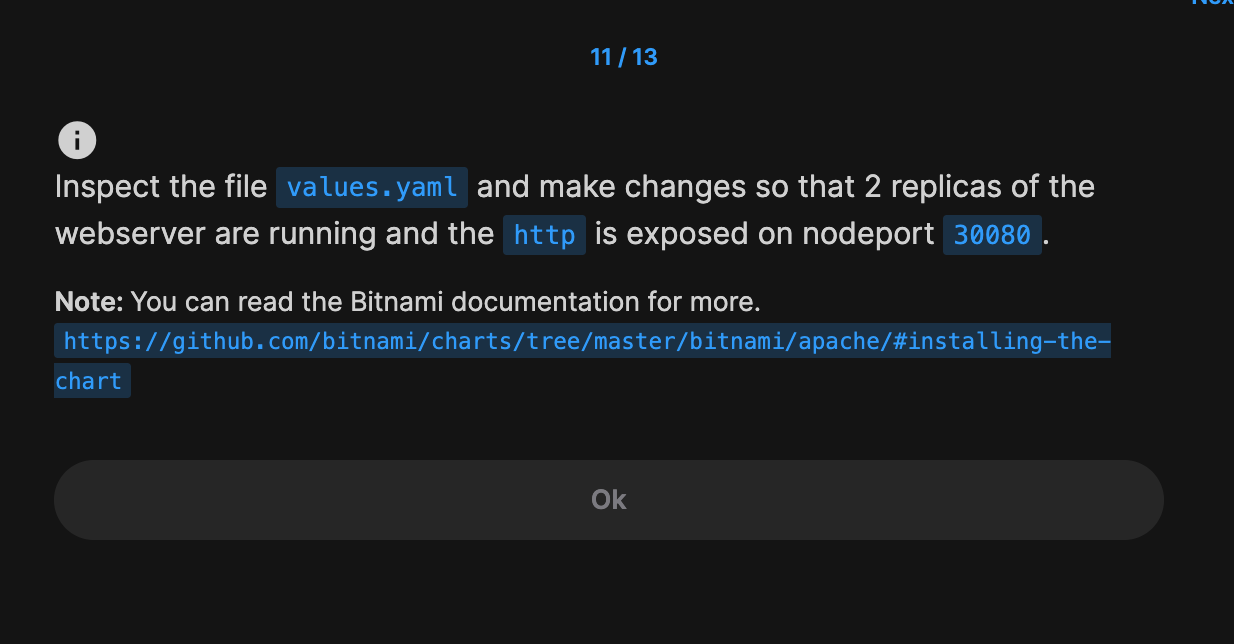 11 / 13
Inspect the file values.yaml and make changes so that 2 replicas of the
webserver are running and the http is exposed on nodeport 30080.
Note: You can read the Bitnami documentation for more.
https://github.com/bitnami/charts/tree/master/bitnami/apache/#installing-the-
chart
Ok